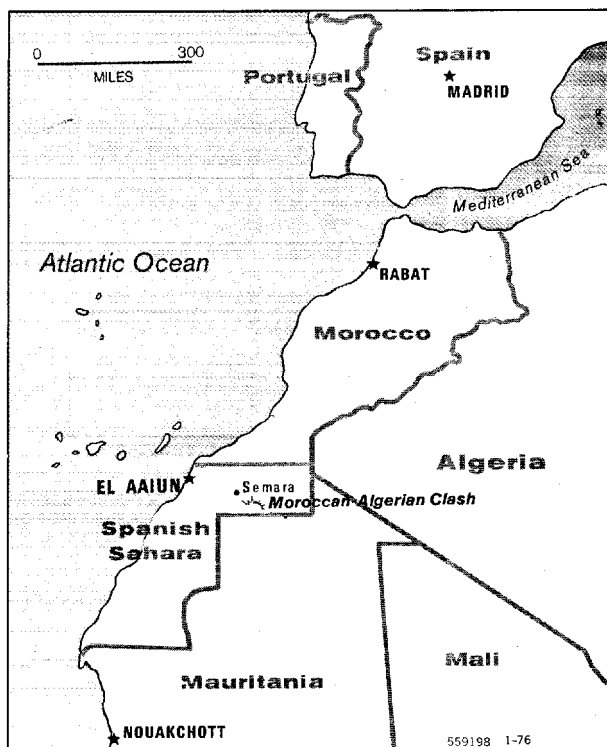 0 300
MILES
Portugal
Spain
MADRID
Mediterranean Sea
Atlantic Ocean
RABAT
Morocco
Algeria
EL AAIUN
Semara
Moroccan-Algerian Clash
Spanish
Sahara
Mauritania
Mali
NOUAKCHOTT
559198 1-76